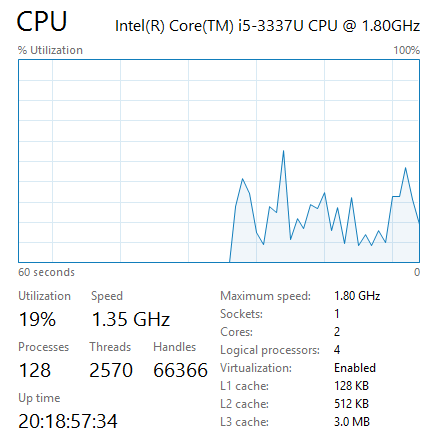 CPU Intel(R) Core(TM) i5-3337U CPU @ 1.80GHz
% Utilization 100%
60 seconds 0
Utilization Speed
19% 1.35 GHz
Processes Threads Handles
128 2570 66366
Up time
20:18:57:34
Maximum speed: 1.80 GHz
Sockets: 1
Cores: 2
Logical processors: 4
Virtualization: Enabled
L1 cache: 128 KB
L2 cache: 512 KB
L3 cache: 3.0 MB